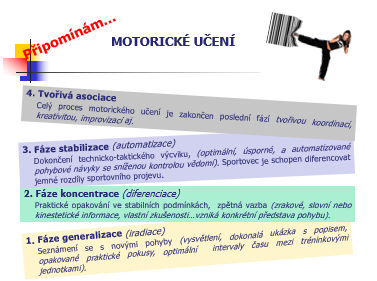 Připomínám...
MOTORICKÉ UČENÍ
4. Tvořivá asociace
Celý proces motorického učení je zakončen poslední fází tvořivou koordinací,
kreativitou, improvizací aj.
3. Fáze stabilizace (automatizace)
Dokončení technicko-taktického výcviku, (optimální, úsporné, a automatizované
pohybové návyky se sníženou kontrolou vědomí). Sportovec je schopen diferencovat
jemné rozdíly sportovního projevu.
2. Fáze koncentrace (diferenciace)
Praktické opakování ve stabilních podmínkách, zpětná vazba (zrakové, slovní nebo
kinestetické informace, vlastní zkušenosti...vzniká konkrétní představa pohybu).
1. Fáze generalizace (iradiace)
Seznámení se s novými pohyby (vysvětlení, dokonalá ukázka s popisem,
opakované praktické pokusy, optimální intervaly času mezi tréninkovými
jednotkami).